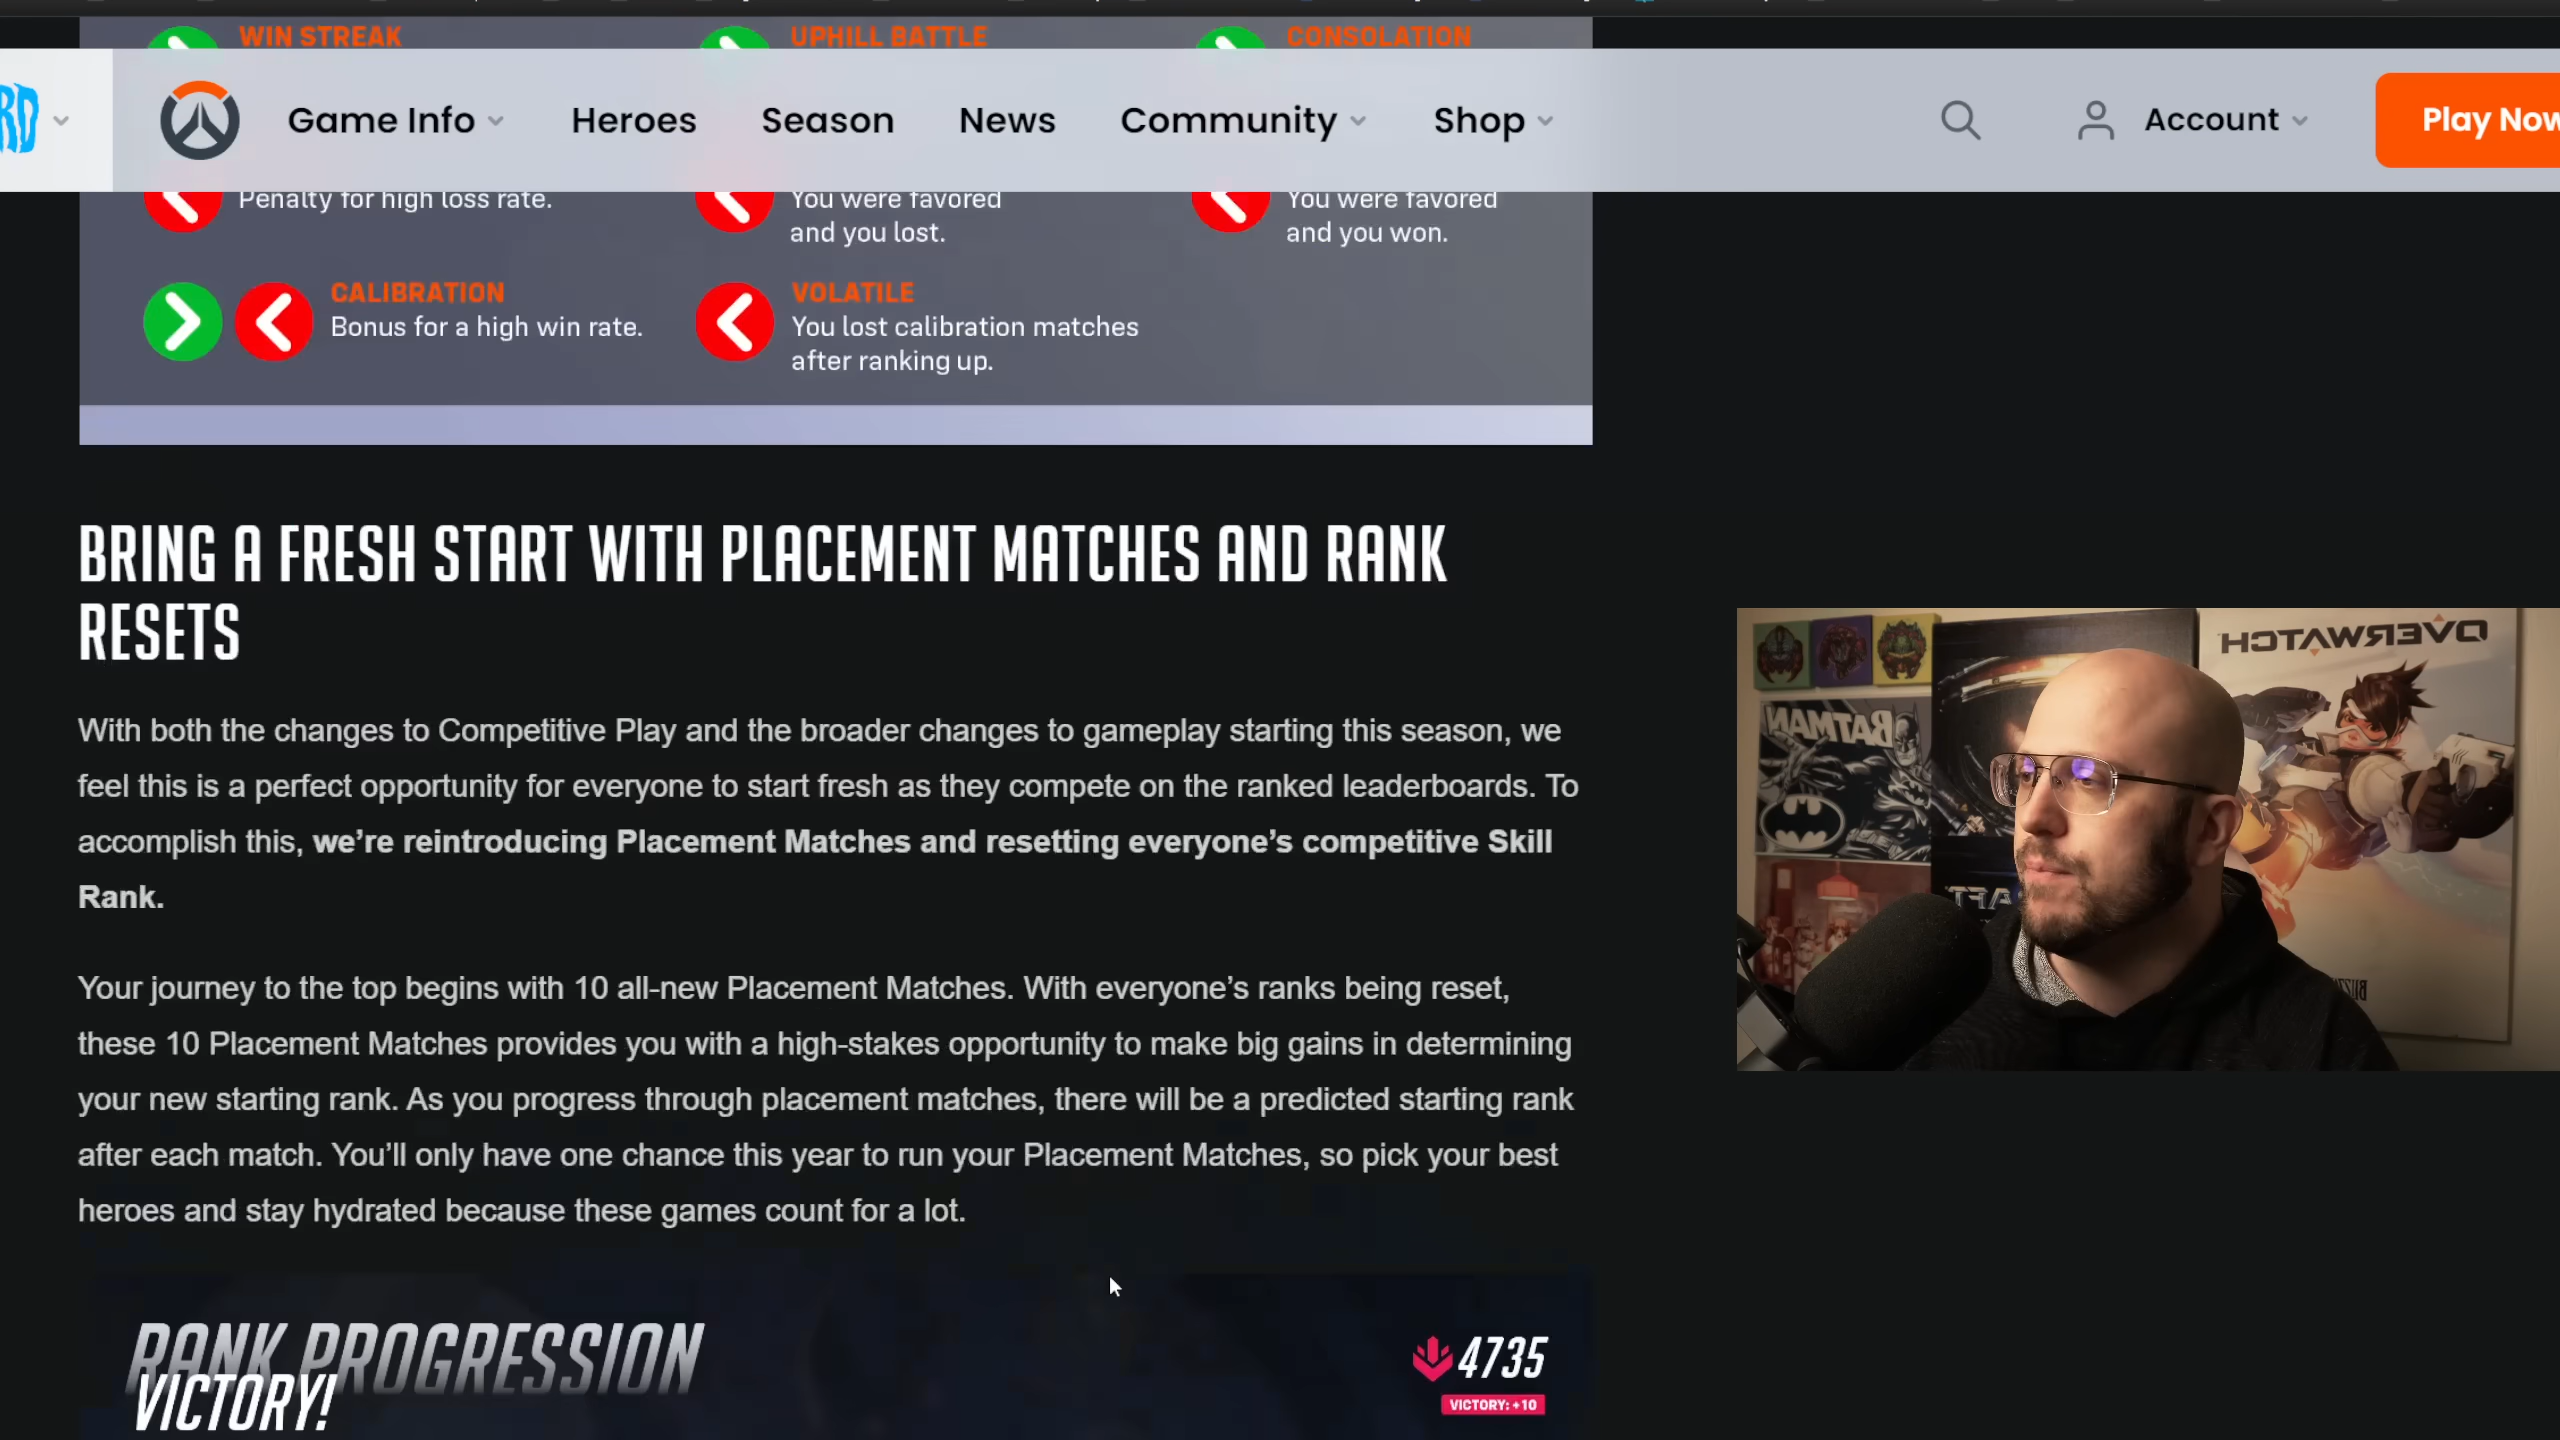 WIN STREAK
UPHILL BATTLE
CONSOLATION
RD
Game Info
Heroes
Season
News
Community
Shop
Account
Play Now
Penalty for high loss rate.
You were favored
and you lost.
You were favored
and you won.
CALIBRATION
Bonus for a high win rate.
VOLATILE
You lost calibration matches
after ranking up.
BRING A FRESH START WITH PLACEMENT MATCHES AND RANK
RESETS
With both the changes to Competitive Play and the broader changes to gameplay starting this season, we
feel this is a perfect opportunity for everyone to start fresh as they compete on the ranked leaderboards. To
accomplish this, we're reintroducing Placement Matches and resetting everyone's competitive Skill
Rank.
Your journey to the top begins with 10 all-new Placement Matches. With everyone's ranks being reset,
these 10 Placement Matches provides you with a high-stakes opportunity to make big gains in determining
your new starting rank. As you progress through placement matches, there will be a predicted starting rank
after each match. You'll only have one chance this year to run your Placement Matches, so pick your best
heroes and stay hydrated because these games count for a lot.
OVERWATCH
BATMAN
RANK PROGRESSION
VICTORY!
4735
VICTORY: +10